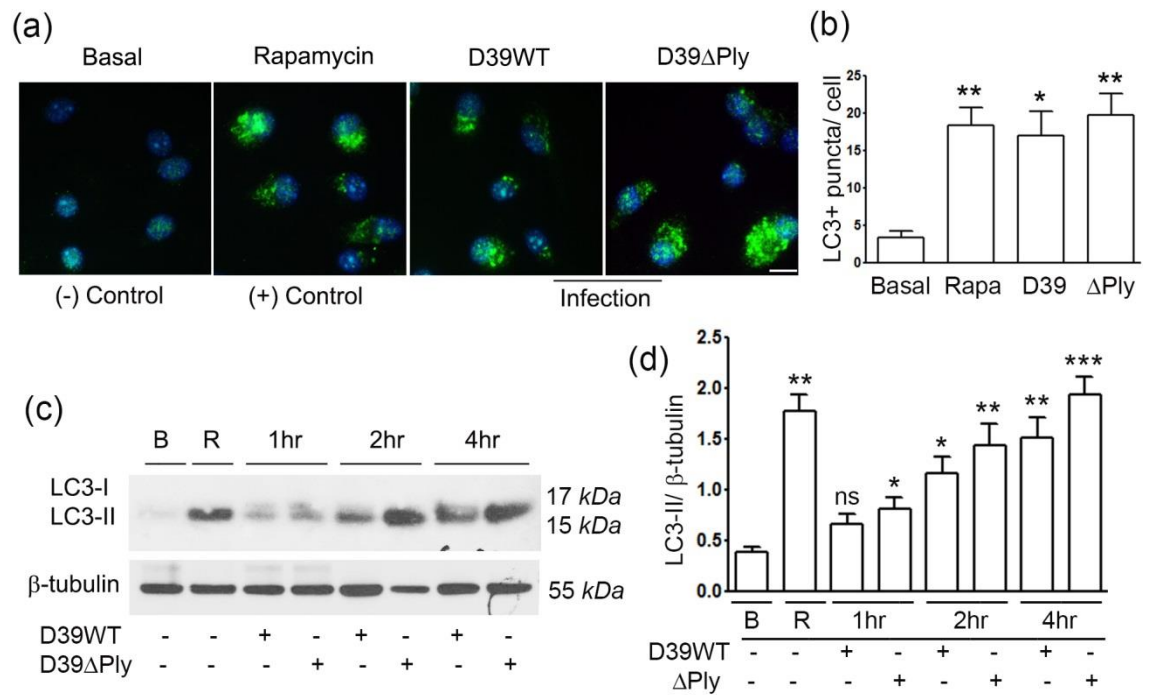 (a)
Basal Rapamycin D39WT D39ΔPly
(-) Control (+) Control Infection
(b)
LC3+ puncta/ cell
25
20
15
10
5
0
** * **
Basal Rapa D39 ΔPly
(c)
B R 1hr 2hr 4hr
LC3-I
LC3-II
17 kDa
15 kDa
β-tubulin
55 kDa
D39WT - - + - + - + -
D39ΔPly - - - + - + - +
(d)
LC3-II/ β-tubulin
2.5
2.0
1.5
1.0
0.5
0.0
** ns * * ** ** ***
B R 1hr 2hr 4hr
D39WT - - + - + - + -
ΔPly - - - + - + - +